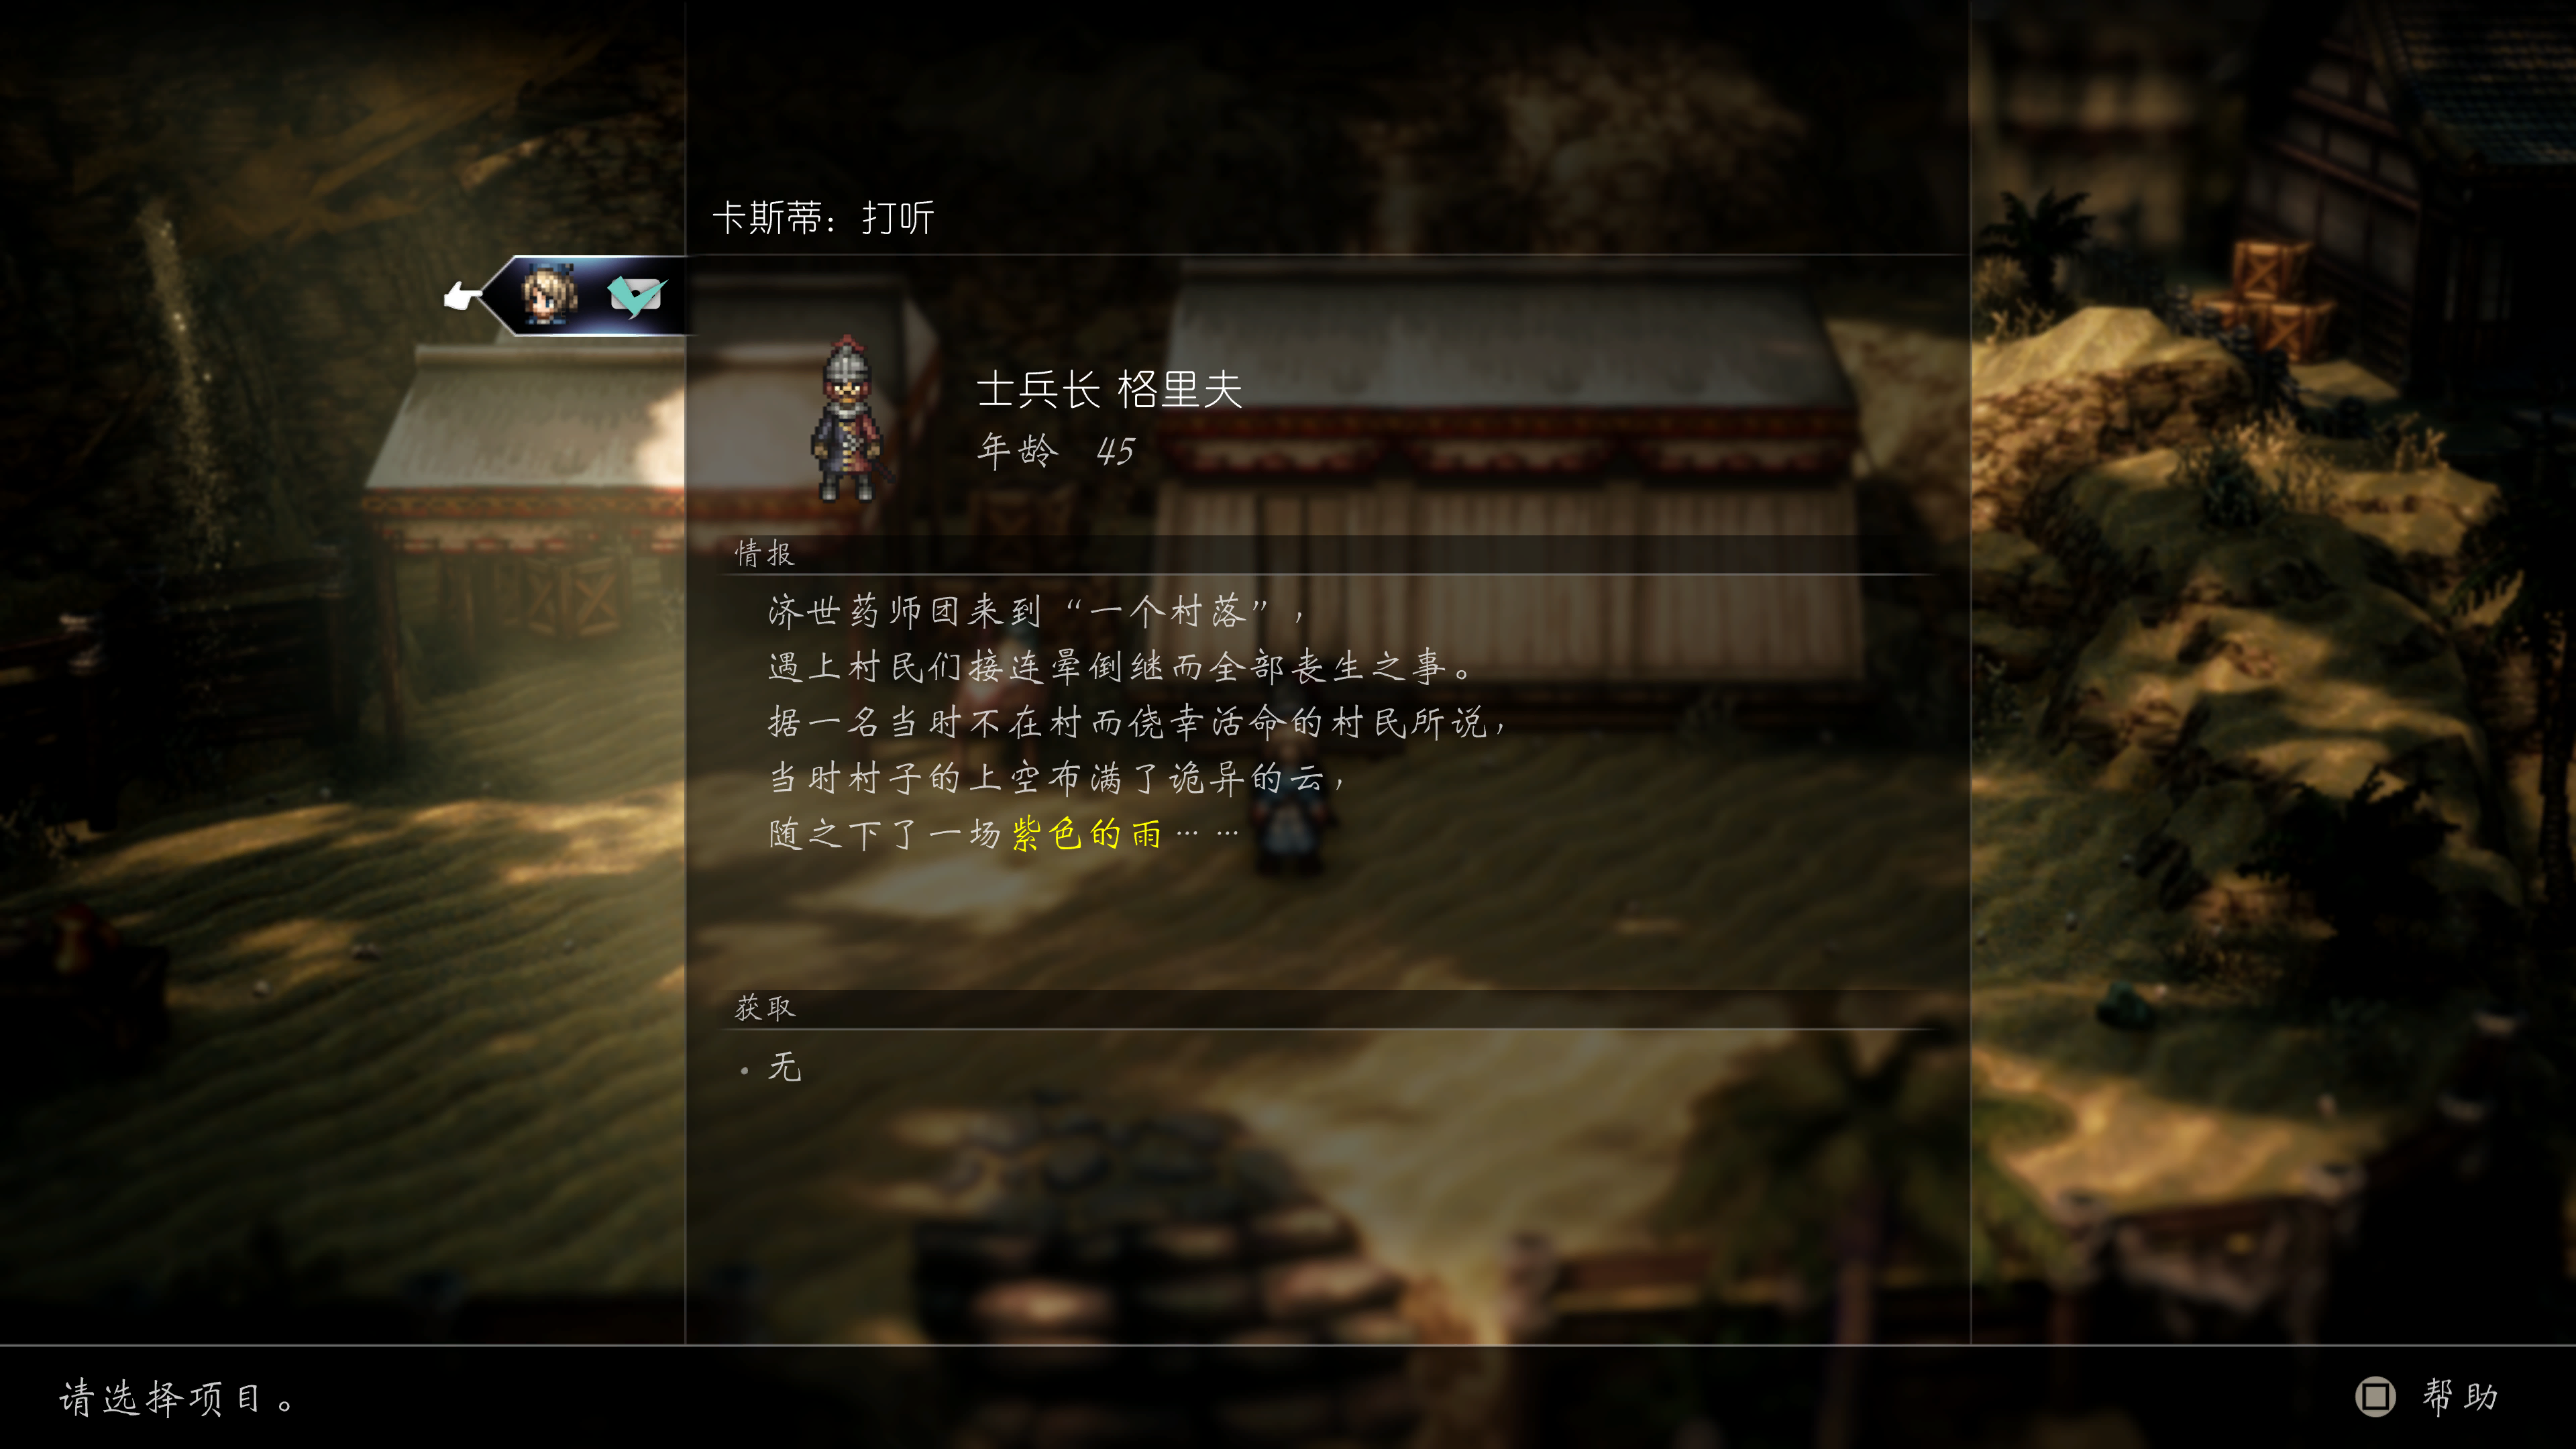 卡斯蒂：打听
士兵长 格里夫
年龄 45
情报
济世药师团来到“一个村落”，
遇上村民们接连晕倒继而全部丧生之事。
据一名当时不在村而侥幸活命的村民所说，
当时村子的上空布满了诡异的云，
随之下了一场紫色的雨……
获取
・无
请选择项目。
帮助